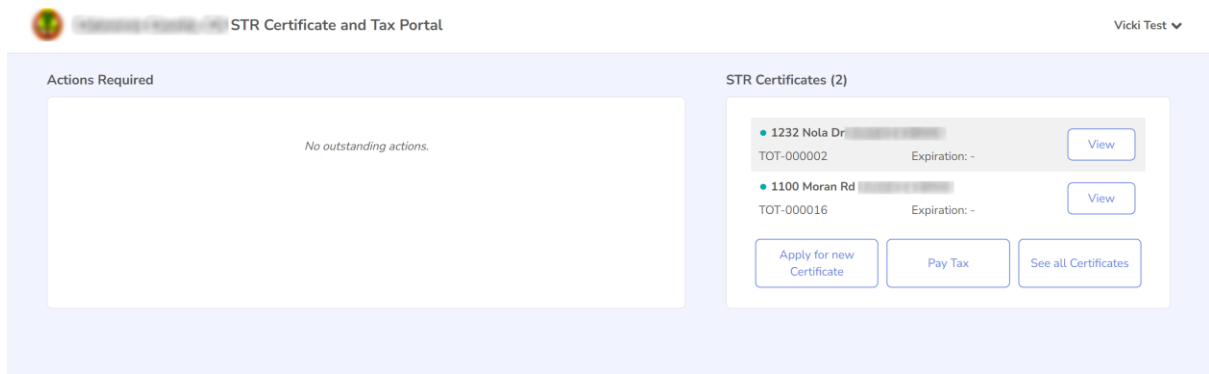 STR Certificate and Tax Portal
Vicki Test
Actions Required
No outstanding actions.
STR Certificates (2)
1232 Nola Dr
View
TOT-000002 Expiration: -
1100 Moran Rd
View
TOT-000016 Expiration: -
Apply for new
Certificate
Pay Tax
See all Certificates